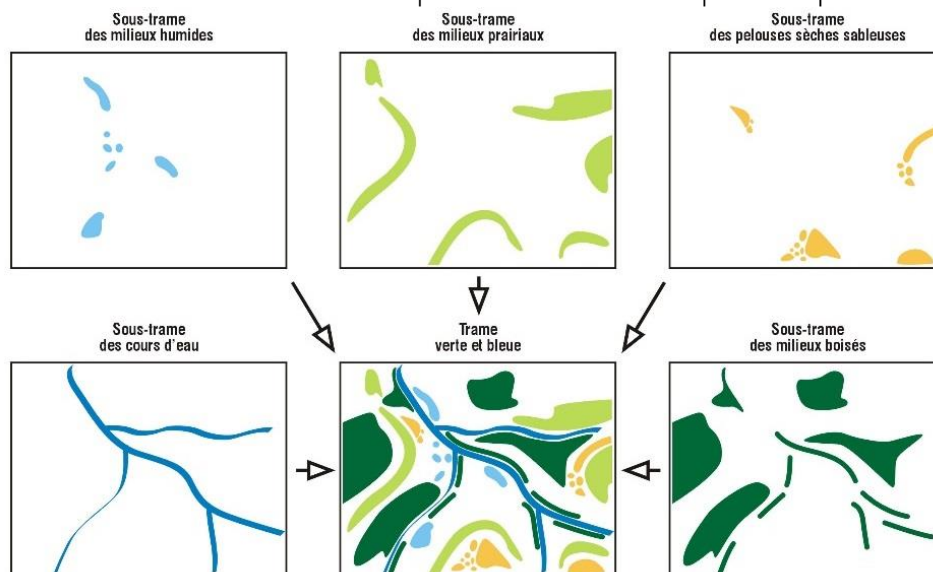 Sous-trame
des milieux humides
Sous-trame
des milieux prairiaux
Sous-trame
des pelouses sèches sableuses
Sous-trame
des cours d'eau
Trame
verte et bleue
Sous-trame
des milieux boisés